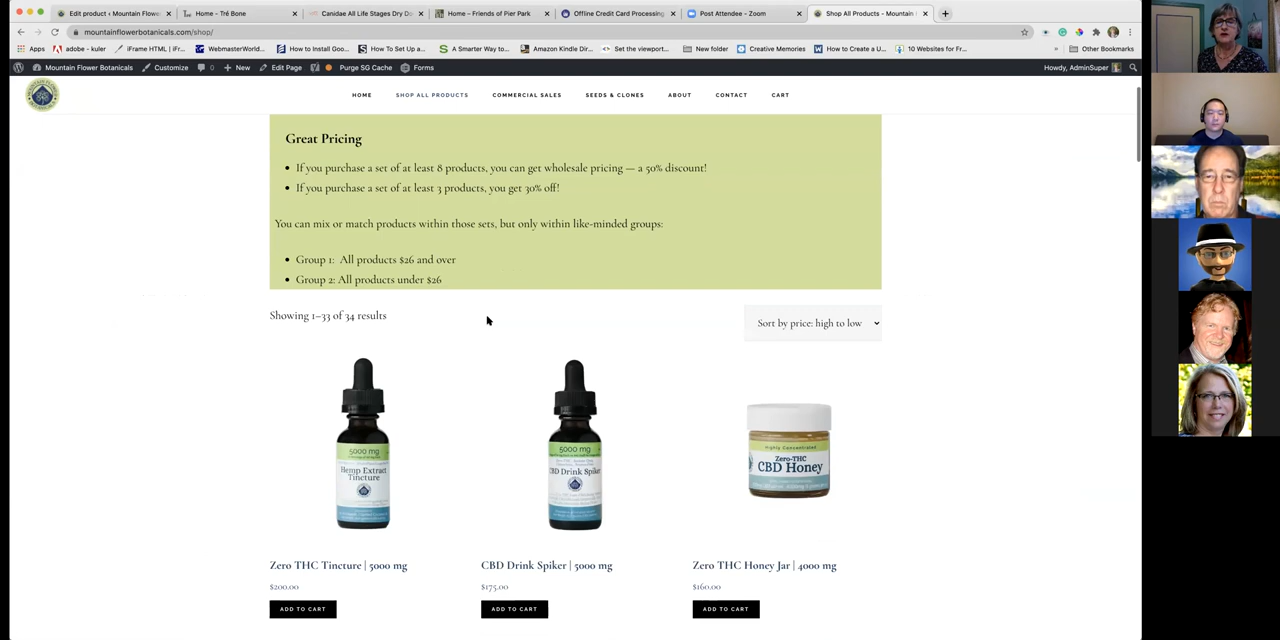 Edit product ‹ Mountain Flowe
Home - Tré Bone
Canidae All Life Stages Dry Do
Home – Friends of Pier Park
Offline Credit Card Processing
Post Attendee - Zoom
Shop All Products - Mountain
mountainflowerbotanicals.com/shop/
Apps
adobe - kuler
iFrame HTML | iFr...
WebmasterWorld...
How to Install Goo...
How To Set up a...
A Smarter Way to...
Amazon Kindle Dir...
<> Set the viewport...
New folder
Creative Memories
How to Create a U...
10 Websites for Fr...
Other Bookmarks
Mountain Flower Botanicals
Customize
0
+ New
Edit Page
Purge SG Cache
Forms
Howdy, AdminSuper
HOME
SHOP ALL PRODUCTS
COMMERCIAL SALES
SEEDS & CLONES
ABOUT
CONTACT
CART
Great Pricing
• If you purchase a set of at least 8 products, you can get wholesale pricing — a 50% discount!
• If you purchase a set of at least 3 products, you get 30% off!
You can mix or match products within those sets, but only within like-minded groups:
• Group 1: All products $26 and over
• Group 2: All products under $26
Showing 1–33 of 34 results
Sort by price: high to low
5000 mg
Hemp Extract
Tincture
5000 mg
CBD Drink Spiker
Highly Concentrated
Zero-THC
CBD Honey
Zero THC Tincture | 5000 mg
CBD Drink Spiker | 5000 mg
Zero THC Honey Jar | 4000 mg
$200.00
$175.00
$160.00
ADD TO CART
ADD TO CART
ADD TO CART